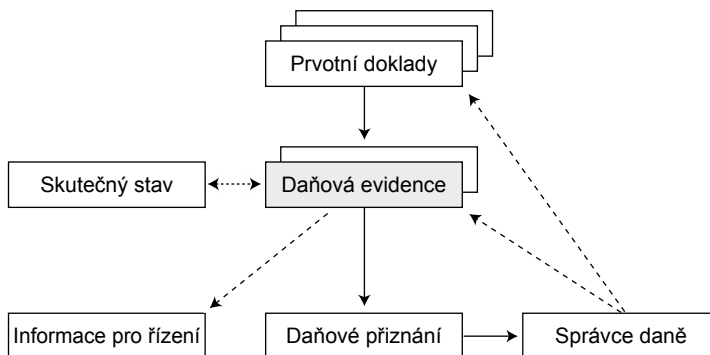 Prvotní doklady
Skutečný stav
Daňová evidence
Informace pro řízení
Daňové přiznání
Správce daně